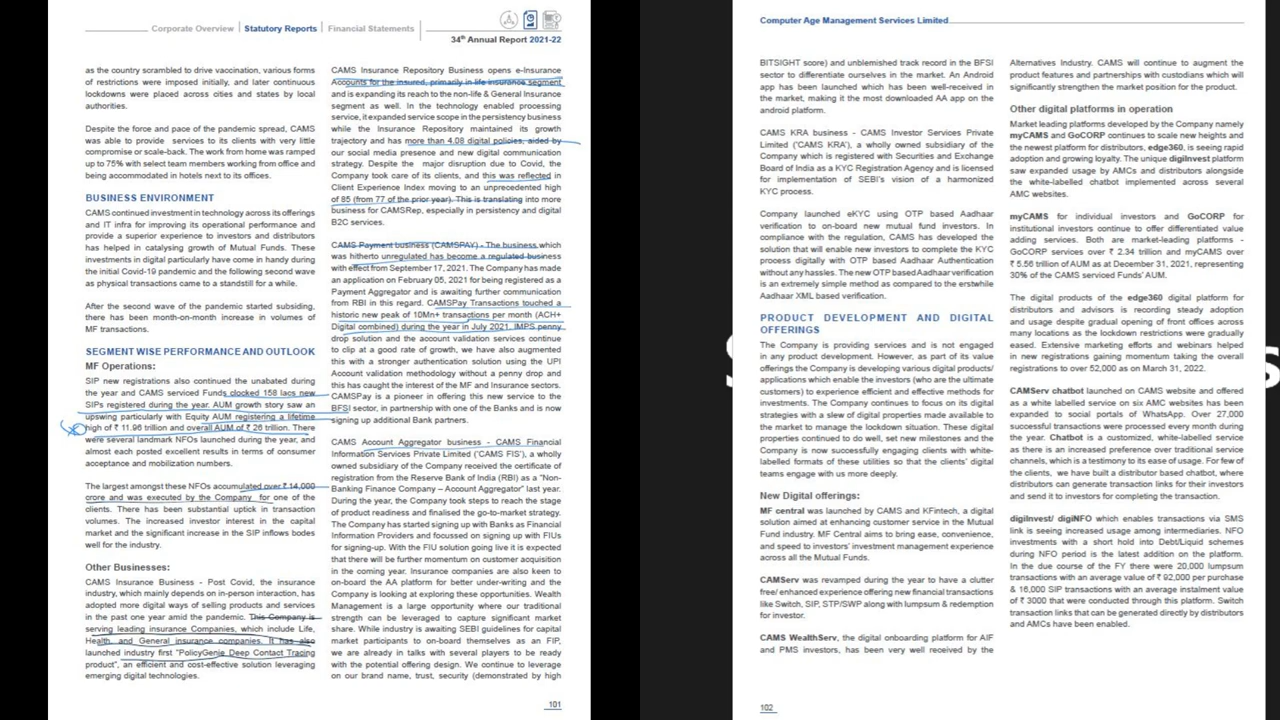 Corporate Overview | Statutory Reports | Financial Statements
34th Annual Report 2021-22
as the country scrambled to drive vaccination, various forms
of restrictions were imposed initially, and later continuous
lockdowns were placed across cities and states by local
authorities.
Despite the force and pace of the pandemic spread, CAMS
was able to provide services to its clients with very little
compromise or scale-back. The work from home was ramped
up to 75% with select team members working from office and
being accommodated in hotels next to its offices.
BUSINESS ENVIRONMENT
CAMS continued investment in technology across its offerings
and IT infra for improving its operational performance and
provide a superior experience to investors and distributors
has helped in catalysing growth of Mutual Funds. These
investments in digital particularly have come in handy during
the initial Covid-19 pandemic and the following second wave
as physical transactions came to a standstill for a while.
After the second wave of the pandemic started subsiding,
there has been month-on-month increase in volumes of
MF transactions.
SEGMENT WISE PERFORMANCE AND OUTLOOK
MF Operations:
SIP new registrations also continued the unabated during
the year and CAMS serviced Funds clocked 158 lacs new
SIPs registered during the year. AUM growth story saw an
upswing particularly with Equity AUM registering a lifetime
high of ₹ 11.96 trillion and overall AUM of ₹ 26 trillion. There
were several landmark NFOs launched during the year, and
almost each posted excellent results in terms of consumer
acceptance and mobilization numbers.
The largest amongst these NFOs accumulated over ₹ 14,000
crore and was executed by the Company for one of the
clients. There has been substantial uptick in transaction
volumes. The increased investor interest in the capital
market and the significant increase in the SIP inflows bodes
well for the industry.
Other Businesses:
CAMS Insurance Business - Post Covid, the insurance
industry, which mainly depends on in-person interaction, has
adopted more digital ways of selling products and services
in the past one year amid the pandemic. This Company is
serving leading insurance Companies, which include Life,
Health, and General insurance companies. It has also
launched industry first "PolicyGenie Deep Contact Tracing
product", an efficient and cost-effective solution leveraging
emerging digital technologies.
CAMS Insurance Repository Business opens e-Insurance
Accounts for the insured, primarily in life insurance segment
and is expanding its reach to the non-life & General Insurance
segment as well. In the technology enabled processing
service, it expanded service scope in the persistency business
while the Insurance Repository maintained its growth
trajectory and has more than 4.08 digital policies, aided by
our social media presence and new digital communication
strategy. Despite the major disruption due to Covid, the
Company took care of its clients, and this was reflected in
Client Experience Index moving to an unprecedented high
of 85 (from 77 of the prior year). This is translating into more
business for CAMSRep, especially in persistency and digital
B2C services.
CAMS Payment business (CAMSPAY) - The business which
was hitherto unregulated has become a regulated business
with effect from September 17, 2021. The Company has made
an application on February 05, 2021 for being registered as a
Payment Aggregator and is awaiting further communication
from RBI in this regard. CAMSPay Transactions touched a
historic new peak of 10Mn+ transactions per month (ACH+
Digital combined) during the year in July 2021. IMPS penny
drop solution and the account validation services continue
to clip at a good rate of growth, we have also augmented
this with a stronger authentication solution using the UPI
Account validation methodology without a penny drop and
this has caught the interest of the MF and Insurance sectors.
CAMSPay is a pioneer in offering this new service to the
BFSI sector, in partnership with one of the Banks and is now
signing up additional Bank partners.
CAMS Account Aggregator business - CAMS Financial
Information Services Private Limited ('CAMS FIS'), a wholly
owned subsidiary of the Company received the certificate of
registration from the Reserve Bank of India (RBI) as a "Non-
Banking Finance Company – Account Aggregator" last year.
During the year, the Company took steps to reach the stage
of product readiness and finalised the go-to-market strategy.
The Company has started signing up with Banks as Financial
Information Providers and focussed on signing up with FIUs
for signing-up. With the FIU solution going live it is expected
that there will be further momentum on customer acquisition
in the coming year. Insurance companies are also keen to
on-board the AA platform for better under-writing and the
Company is looking at exploring these opportunities. Wealth
Management is a large opportunity where our traditional
strength can be leveraged to capture significant market
share. While industry is awaiting SEBI guidelines for capital
market participants to on-board themselves as an FIP,
we are already in talks with several players to be ready
with the potential offering design. We continue to leverage
on our brand name, trust, security (demonstrated by high
101
Computer Age Management Services Limited
BITSIGHT score) and unblemished track record in the BFSI
sector to differentiate ourselves in the market. An Android
app has been launched which has been well-received in
the market, making it the most downloaded AA app on the
android platform.
CAMS KRA business - CAMS Investor Services Private
Limited ('CAMS KRA'), a wholly owned subsidiary of the
Company which is registered with Securities and Exchange
Board of India as a KYC Registration Agency and is licensed
for implementation of SEBI's vision of a harmonized
KYC process.
Company launched eKYC using OTP based Aadhaar
verification to on-board new mutual fund investors. In
compliance with the regulation, CAMS has developed the
solution that will enable new investors to complete the KYC
process digitally with OTP based Aadhaar Authentication
without any hassles. The new OTP based Aadhaar verification
is an extremely simple method as compared to the erstwhile
Aadhaar XML based verification.
PRODUCT DEVELOPMENT AND DIGITAL
OFFERINGS
The Company is providing services and is not engaged
in any product development. However, as part of its value
offerings the Company is developing various digital products/
applications which enable the investors (who are the ultimate
customers) to experience efficient and effective methods for
investments. The Company continues to focus on its digital
strategies with a slew of digital properties made available to
the market to manage the lockdown situation. These digital
properties continued to do well, set new milestones and the
Company is now successfully engaging clients with white-
labelled formats of these utilities so that the clients' digital
teams engage with us more deeply.
New Digital offerings:
MF central was launched by CAMS and KFintech, a digital
solution aimed at enhancing customer service in the Mutual
Fund industry. MF Central aims to bring ease, convenience,
and speed to investors' investment management experience
across all the Mutual Funds.
CAMServ was revamped during the year to have a clutter
free/ enhanced experience offering new financial transactions
like Switch, SIP, STP/SWP along with lumpsum & redemption
for investor.
CAMS WealthServ, the digital onboarding platform for AIF
and PMS investors, has been very well received by the
Alternatives Industry. CAMS will continue to augment the
product features and partnerships with custodians which will
significantly strengthen the market position for the product.
Other digital platforms in operation
Market leading platforms developed by the Company namely
myCAMS and GoCORP continues to scale new heights and
the newest platform for distributors, edge360, is seeing rapid
adoption and growing loyalty. The unique digiInvest platform
saw expanded usage by AMCs and distributors alongside
the white-labelled chatbot implemented across several
AMC websites.
myCAMS for individual investors and GoCORP for
institutional investors continue to offer differentiated value
adding services. Both are market-leading platforms -
GoCORP services over ₹ 2.34 trillion and myCAMS over
₹ 5.56 trillion of AUM as at December 31, 2021, representing
30% of the CAMS serviced Funds' AUM.
The digital products of the edge360 digital platform for
distributors and advisors is recording steady adoption
and usage despite gradual opening of front offices across
many locations as the lockdown restrictions were gradually
eased. Extensive marketing efforts and webinars helped
in new registrations gaining momentum taking the overall
registrations to over 52,000 as on March 31, 2022.
CAMServ chatbot launched on CAMS website and offered
as a white labelled service on six AMC websites has been
expanded to social portals of WhatsApp. Over 27,000
successful transactions were processed every month during
the year. Chatbot is a customized, white-labelled service
as there is an increased preference over traditional service
channels, which is a testimony to its ease of usage. For few of
the clients, we have built a distributor based chatbot, where
distributors can generate transaction links for their investors
and send it to investors for completing the transaction.
digiInvest/ digiNFO which enables transactions via SMS
link is seeing increased usage among intermediaries. NFO
investments with a short hold into Debt/Liquid schemes
during NFO period is the latest addition on the platform.
In the due course of the FY there were 20,000 lumpsum
transactions with an average value of ₹ 92,000 per purchase
& 16,000 SIP transactions with an average instalment value
of ₹ 3000 that were conducted through this platform. Switch
transaction links that can be generated directly by distributors
and AMCs have been enabled.
102